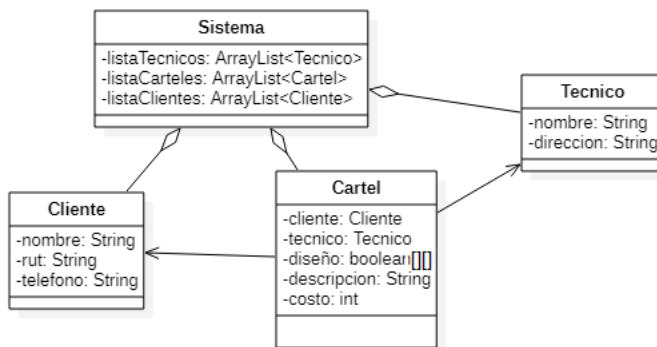 Sistema
-listaTecnicos: ArrayList<Tecnico>
-listaCarteles: ArrayList<Cartel>
-listaClientes: ArrayList<Cliente>
Tecnico
-nombre: String
-direccion: String
Cliente
-nombre: String
-rut: String
-telefono: String
Cartel
-cliente: Cliente
-tecnico: Tecnico
-diseño: boolean[][]
-descripcion: String
-costo: int